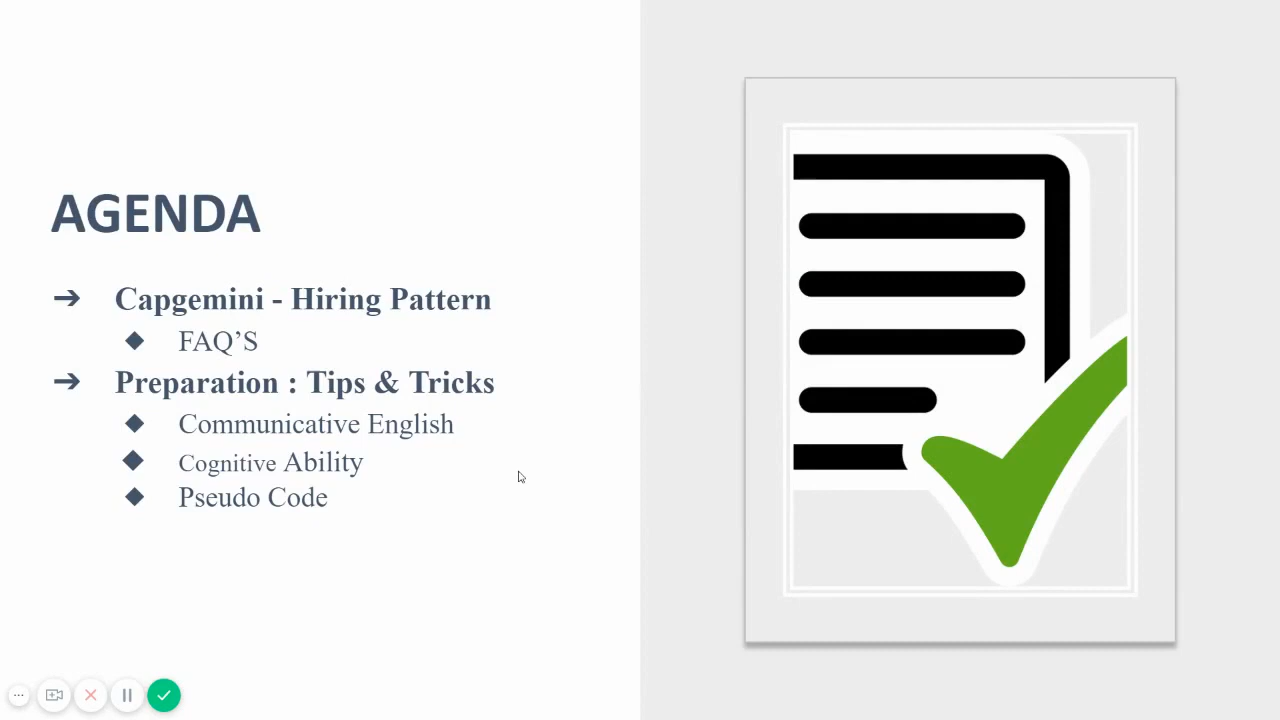 AGENDA
➔ Capgemini - Hiring Pattern
◆ FAQ’S
➔ Preparation : Tips & Tricks
◆ Communicative English
◆ Cognitive Ability
◆ Pseudo Code